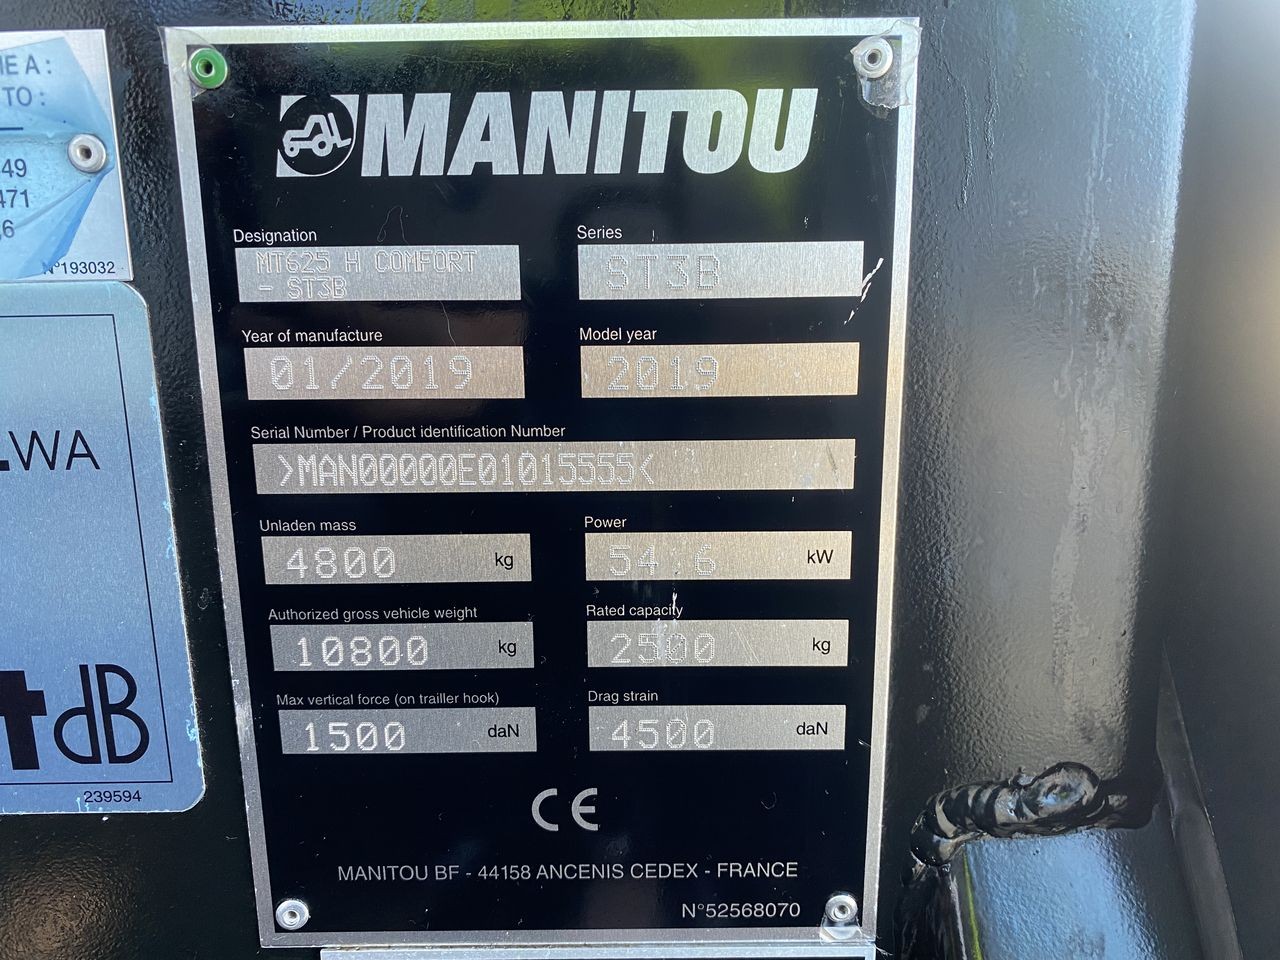 IE A :
TO :
49
471
,6
N°193032
WA
dB
239594
MANITOU
Designation
MT625 H COMFORT
- ST3B
Series
ST3B
Year of manufacture
01/2019
Model year
2019
Serial Number / Product identification Number
>MAN00000E01015555<
Unladen mass
4800 kg
Power
54.6 kW
Authorized gross vehicle weight
10800 kg
Rated capacity
2500 kg
Max vertical force (on trailler hook)
1500 daN
Drag strain
4500 daN
CE
MANITOU BF - 44158 ANCENIS CEDEX - FRANCE
N°52568070